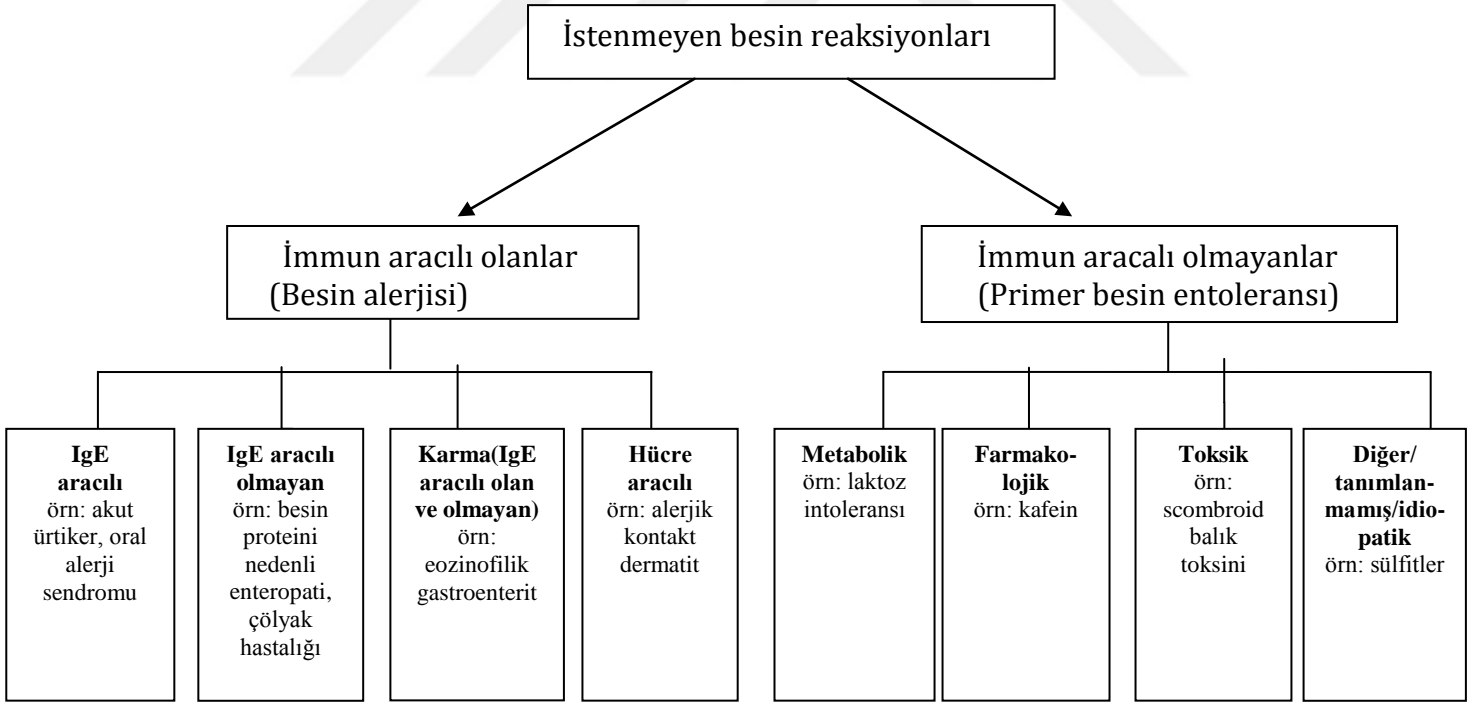 İstenmeyen besin reaksiyonları
İmmun aracılı olanlar
(Besin alerjisi)
İmmun aracalı olmayanlar
(Primer besin entoleransı)
IgE
aracılı
örn: akut
ürtiker, oral
alerji
sendromu
IgE aracılı
olmayan
örn: besin
proteini
nedenli
enteropati,
çölyak
hastalığı
Karma(IgE
aracılı olan
ve olmayan)
örn:
eozinofilik
gastroenterit
Hücre
aracılı
örn: alerjik
kontakt
dermatit
Metabolik
örn: laktoz
intoleransı
Farmako-
lojik
örn: kafein
Toksik
örn:
scombroid
balık
toksini
Diğer/
tanımlan-
mamış/idio-
patik
örn: sülfitler